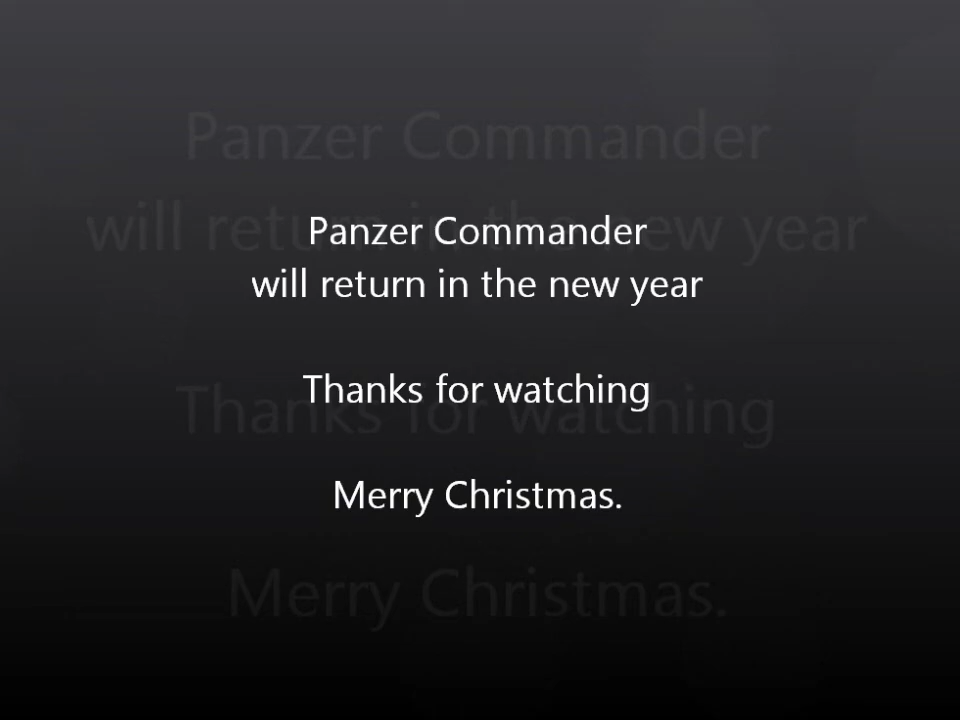 Panzer Commander
will return in the new year
Thanks for watching
Merry Christmas.